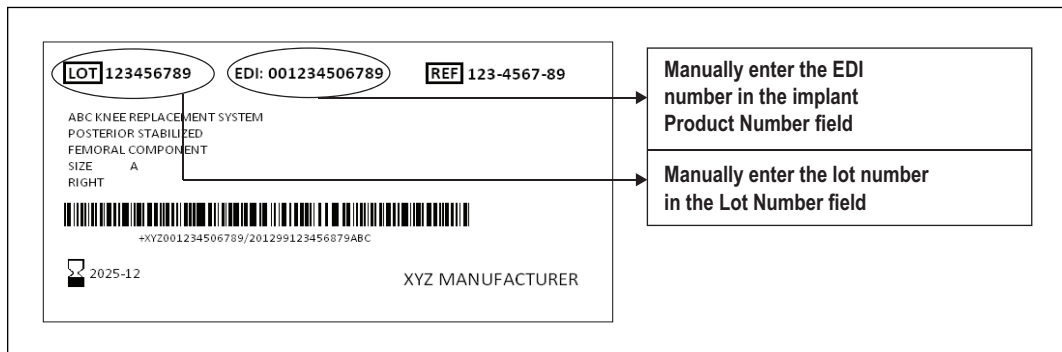 LOT 123456789 EDI: 001234506789 REF 123-4567-89
ABC KNEE REPLACEMENT SYSTEM
POSTERIOR STABILIZED
FEMORAL COMPONENT
SIZE A
RIGHT
+XYZ001234506789/201299123456879ABC
2025-12
XYZ MANUFACTURER
Manually enter the EDI
number in the implant
Product Number field
Manually enter the lot number
in the Lot Number field